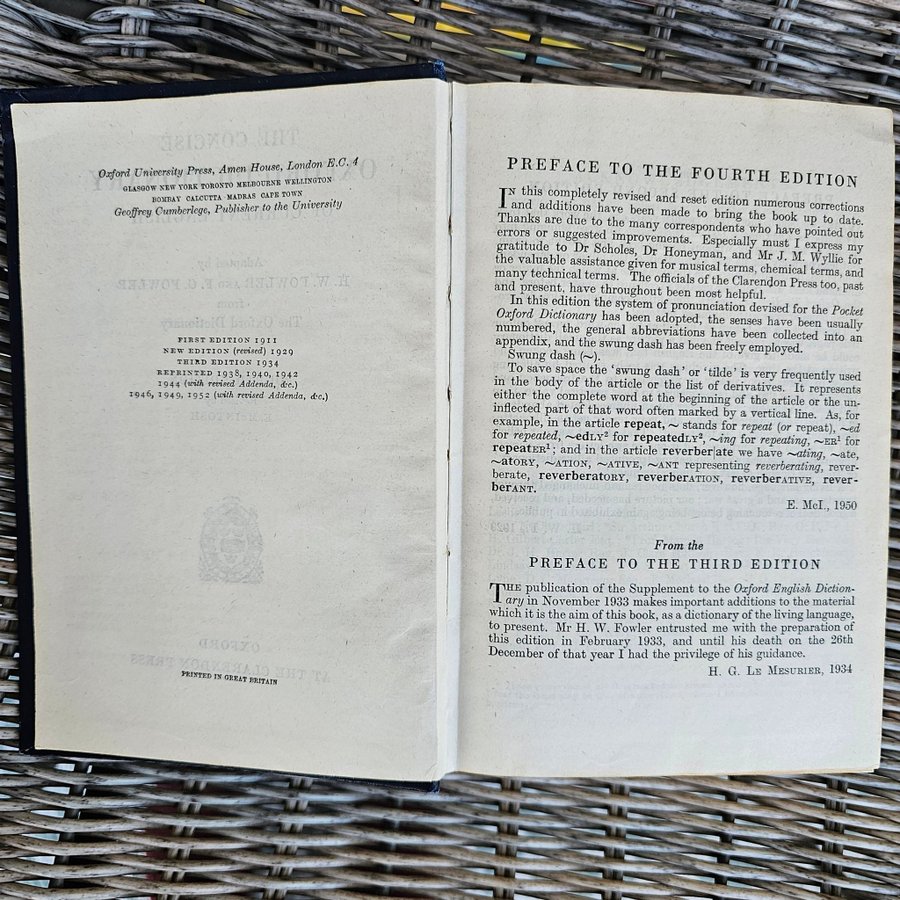 Oxford University Press, Amen House, London E.C. 4
GLASGOW NEW YORK TORONTO MELBOURNE WELLINGTON
BOMBAY CALCUTTA MADRAS CAPE TOWN
Geoffrey Cumberlege, Publisher to the University
FIRST EDITION 1911
NEW EDITION (revised) 1929
THIRD EDITION 1934
REPRINTED 1938, 1940, 1942
1944 (with revised Addenda, &c.)
1946, 1949, 1952 (with revised Addenda, &c.)
PRINTED IN GREAT BRITAIN
PREFACE TO THE FOURTH EDITION
IN this completely revised and reset edition numerous corrections
and additions have been made to bring the book up to date.
Thanks are due to the many correspondents who have pointed out
errors or suggested improvements. Especially must I express my
gratitude to Dr Scholes, Dr Honeyman, and Mr J. M. Wyllie for
the valuable assistance given for musical terms, chemical terms, and
many technical terms. The officials of the Clarendon Press too, past
and present, have throughout been most helpful.
In this edition the system of pronunciation devised for the Pocket
Oxford Dictionary has been adopted, the senses have been usually
numbered, the general abbreviations have been collected into an
appendix, and the swung dash has been freely employed.
Swung dash (~).
To save space the 'swung dash' or 'tilde' is very frequently used
in the body of the article or the list of derivatives. It represents
either the complete word at the beginning of the article or the un-
inflected part of that word often marked by a vertical line. As, for
example, in the article repeat, ~ stands for repeat (or repeat), ~ed
for repeated, ~edLY² for repeatedLY², ~ing for repeating, ~ER¹ for
repeatER¹; and in the article reverber|ate we have ~ating, ~ate,
~atORY, ~ATION, ~ATIVE, ~ANT representing reverberating, rever-
berate, reverberatORY, reverberATION, reverberATIVE, rever-
berANT.
E. McI., 1950
From the
PREFACE TO THE THIRD EDITION
THE publication of the Supplement to the Oxford English Diction-
ary in November 1933 makes important additions to the material
which it is the aim of this book, as a dictionary of the living language,
to present. Mr H. W. Fowler entrusted me with the preparation of
this edition in February 1933, and until his death on the 26th
December of that year I had the privilege of his guidance.
H. G. LE MESURIER, 1934